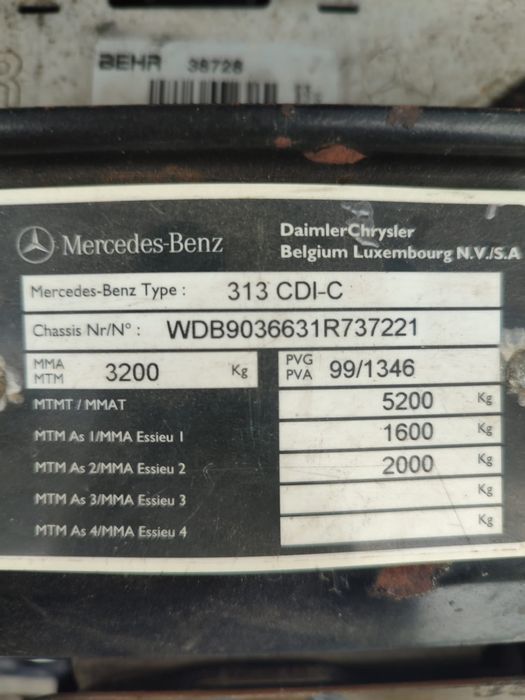 BEHR 38728
Mercedes-Benz
DaimlerChrysler
Belgium Luxembourg N.V./S.A
Mercedes-Benz Type : 313 CDI-C
Chassis Nr/N° : WDB9036631R737221
MMA
MTM 3200 Kg
PVG
PVA 99/1346
MTMT / MMAT 5200 Kg
MTM As 1/MMA Essieu 1 1600 Kg
MTM As 2/MMA Essieu 2 2000 Kg
MTM As 3/MMA Essieu 3 Kg
MTM As 4/MMA Essieu 4 Kg